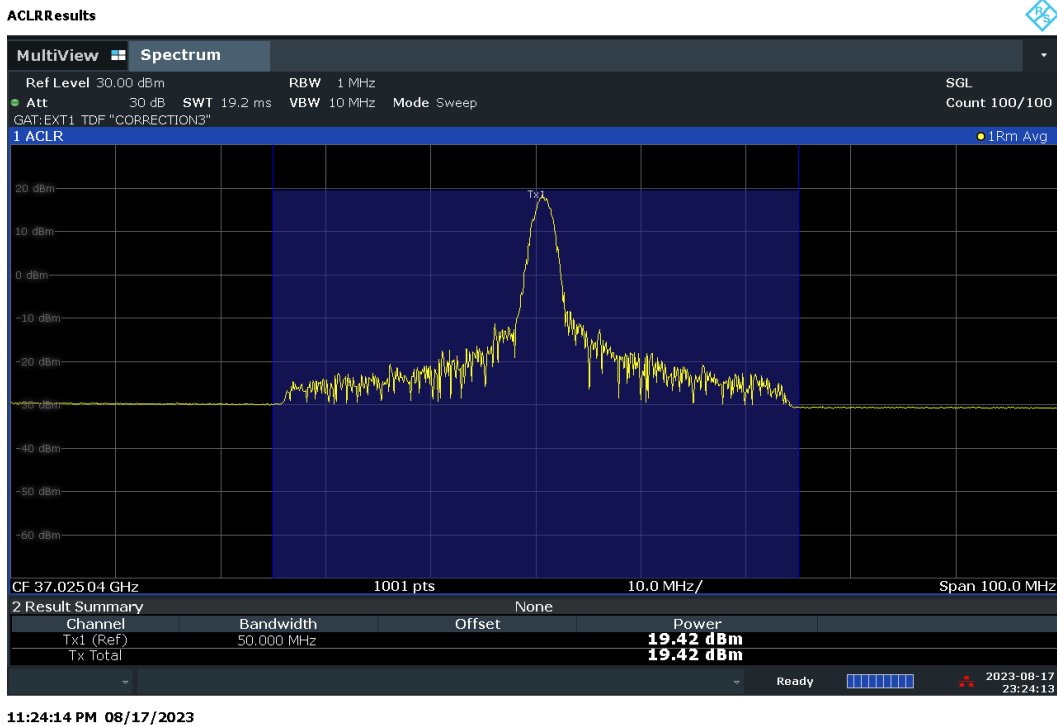 ACLRResults
R&S
MultiView Spectrum
Ref Level 30.00 dBm RBW 1 MHz SGL
Att 30 dB SWT 19.2 ms VBW 10 MHz Mode Sweep Count 100/100
GAT:EXT1 TDF "CORRECTION3"
1 ACLR 1Rm Avg
Tx1
20 dBm
10 dBm
0 dBm
-10 dBm
-20 dBm
-30 dBm
-40 dBm
-50 dBm
-60 dBm
CF 37.02504 GHz 1001 pts 10.0 MHz/ Span 100.0 MHz
2 Result Summary None
Channel Bandwidth Offset Power
Tx1 (Ref) 50.000 MHz 19.42 dBm
Tx Total 19.42 dBm
Ready 2023-08-17
23:24:13
11:24:14 PM 08/17/2023